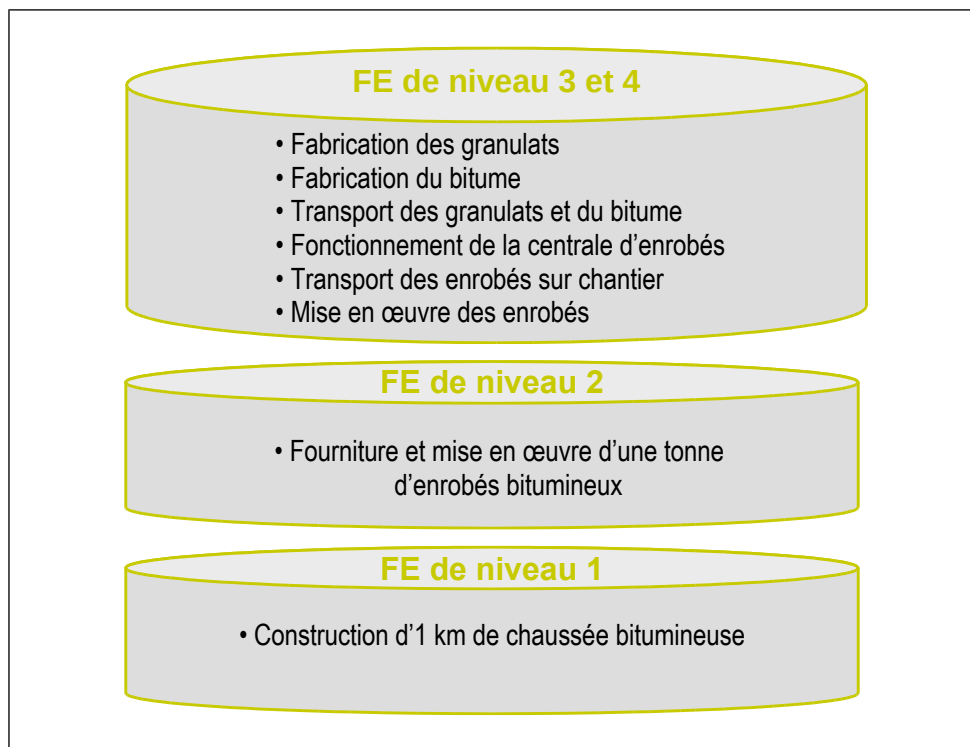 FE de niveau 3 et 4
• Fabrication des granulats
• Fabrication du bitume
• Transport des granulats et du bitume
• Fonctionnement de la centrale d’enrobés
• Transport des enrobés sur chantier
• Mise en œuvre des enrobés
FE de niveau 2
• Fourniture et mise en œuvre d’une tonne
d’enrobés bitumineux
FE de niveau 1
• Construction d’1 km de chaussée bitumineuse